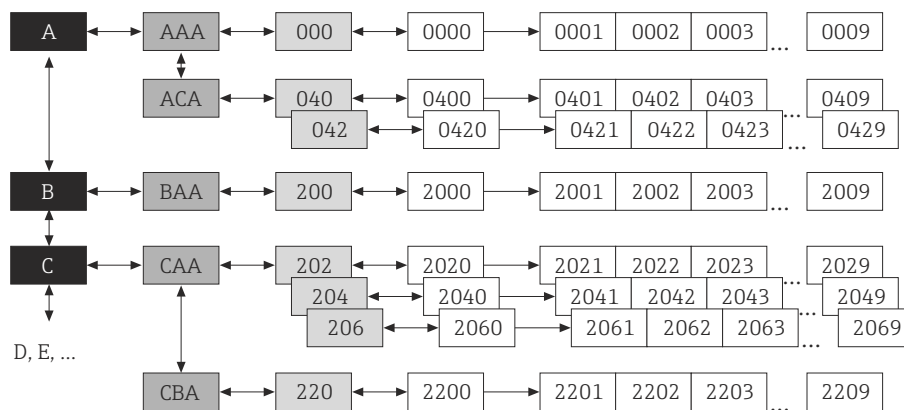 A AAA 000 0000 0001 0002 0003 ... 0009
ACA 040 0400 0401 0402 0403 ... 0409
042 0420 0421 0422 0423 ... 0429
B BAA 200 2000 2001 2002 2003 ... 2009
C CAA 202 2020 2021 2022 2023 ... 2029
204 2040 2041 2042 2043 ... 2049
206 2060 2061 2062 2063 ... 2069
D, E, ...
CBA 220 2200 2201 2202 2203 ... 2209